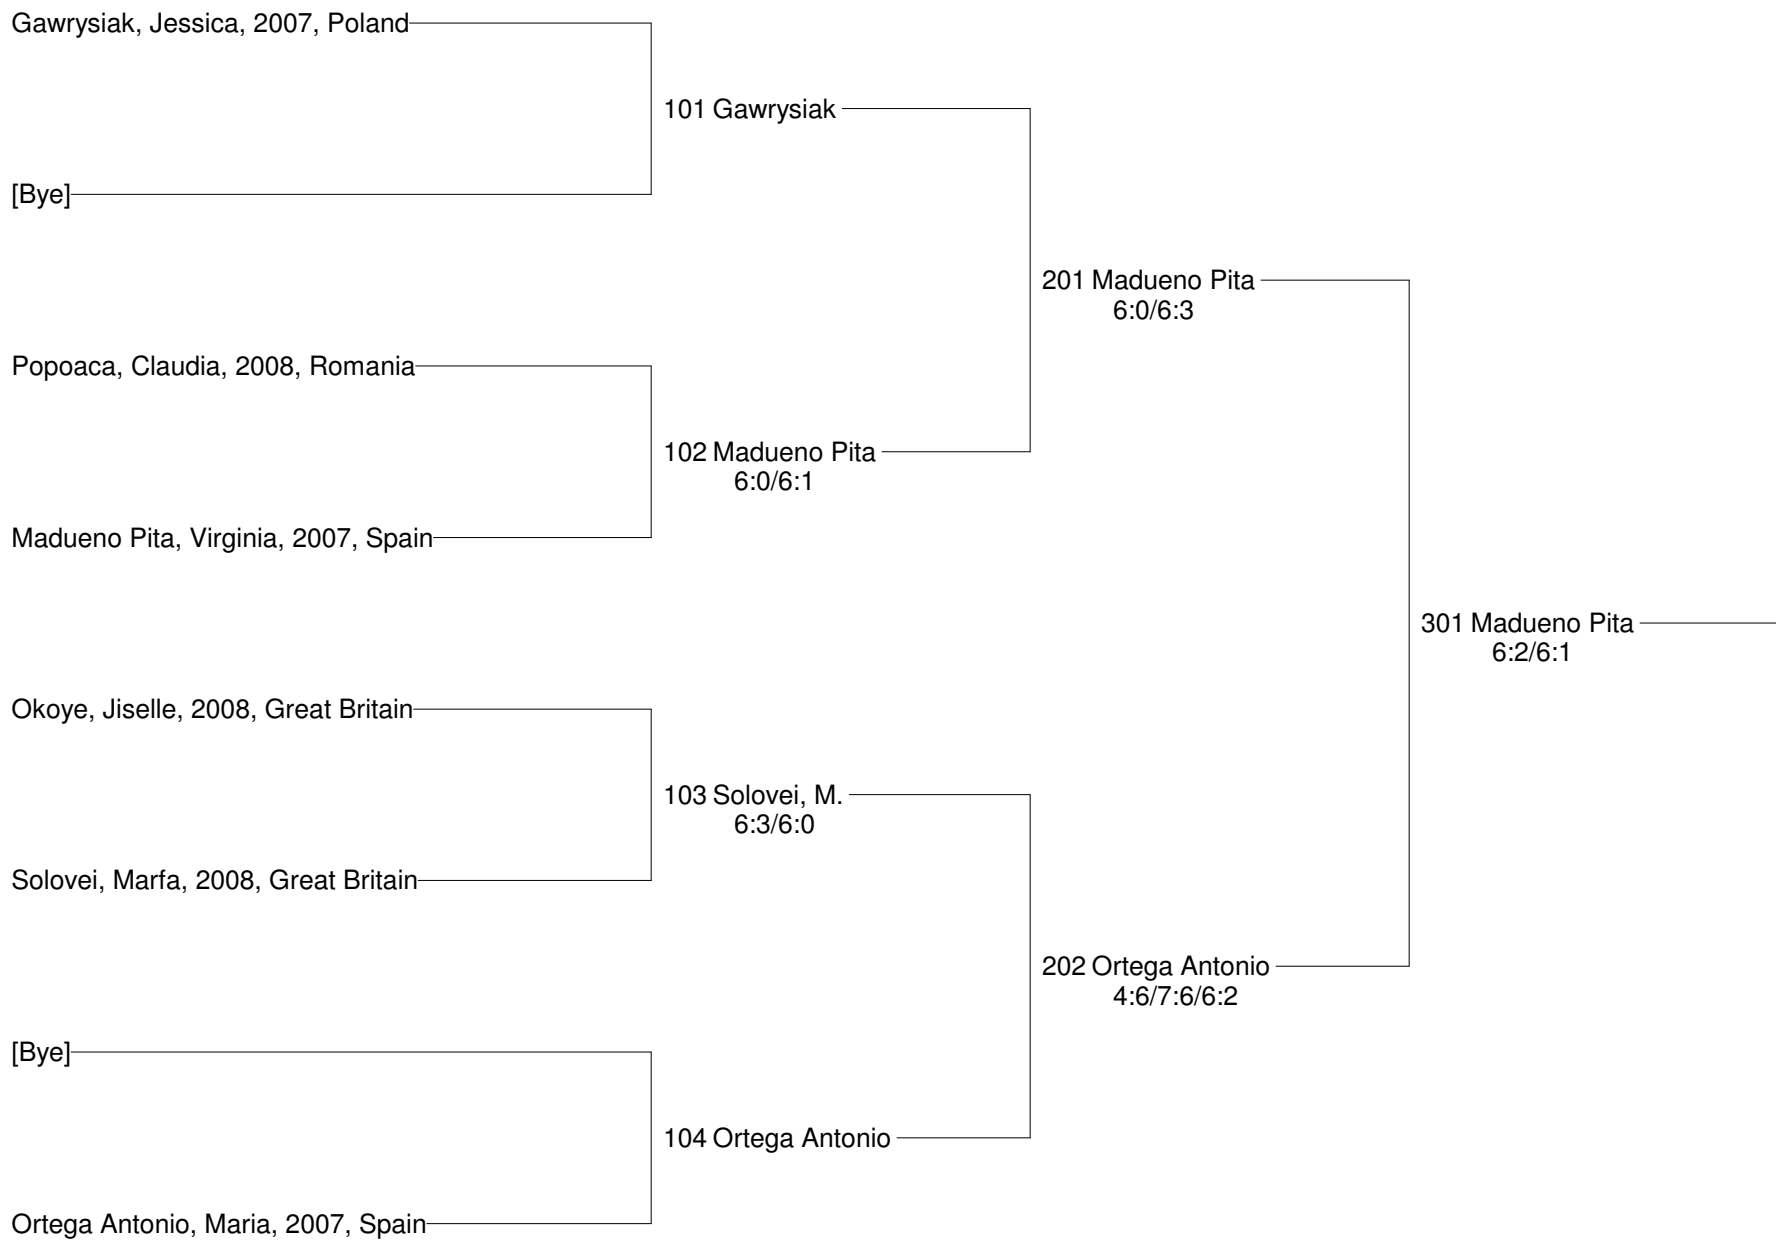 Gawrysiak, Jessica, 2007, Poland
101 Gawrysiak
[Bye]
201 Madueno Pita
6:0/6:3
Popoaca, Claudia, 2008, Romania
102 Madueno Pita
6:0/6:1
Madueno Pita, Virginia, 2007, Spain
301 Madueno Pita
6:2/6:1
Okoye, Jiselle, 2008, Great Britain
103 Solovei, M.
6:3/6:0
Solovei, Marfa, 2008, Great Britain
202 Ortega Antonio
4:6/7:6/6:2
[Bye]
104 Ortega Antonio
Ortega Antonio, Maria, 2007, Spain